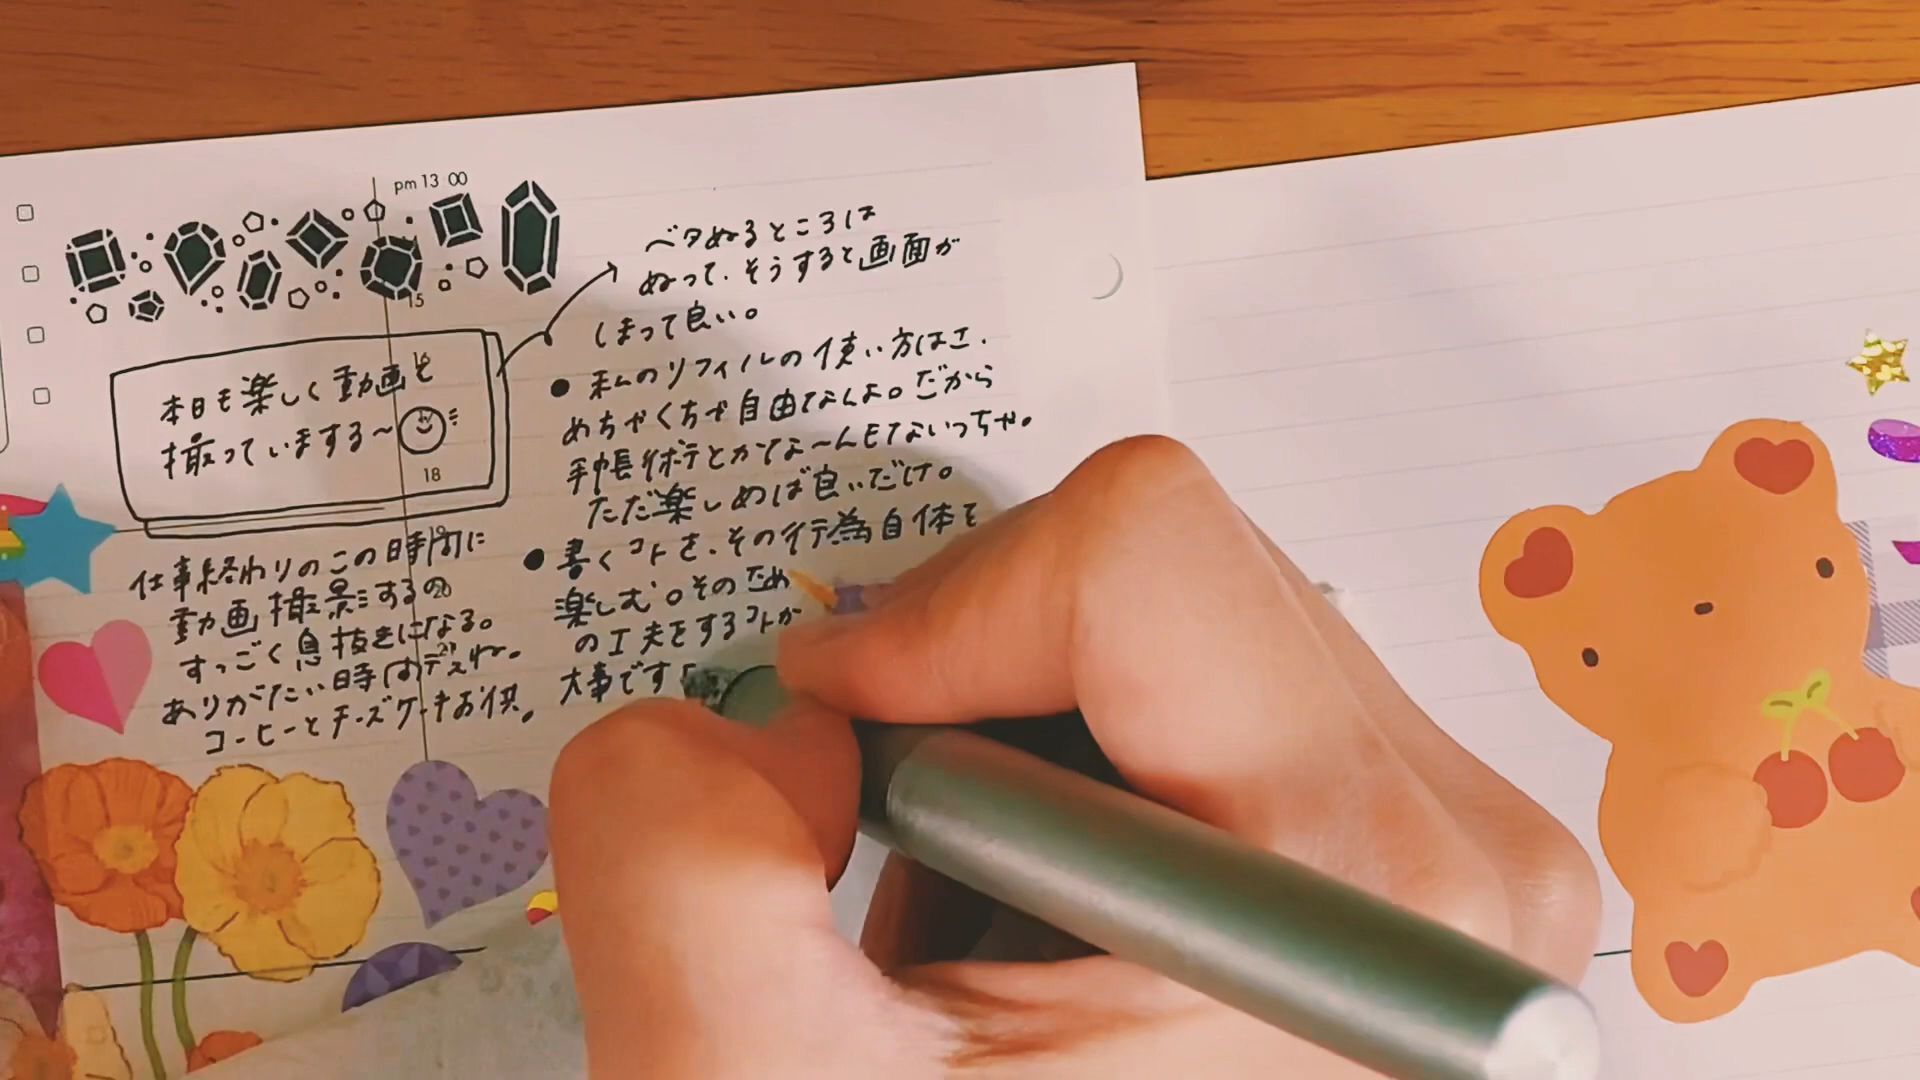 pm 13 00
15
16
本日も楽しく動画を
撮っていまする〜
18
19
仕事終わりのこの時間に
動画撮影するの
20
すっごく息抜きになる。
21
ありがたい時間ですね。
コーヒーとチーズケーキお供。
ベタぬるところは
ぬって、そうすると画面が
しまって良い。
● 私のリフィルの使い方はさ、
めちゃくちゃ自由なんよ。だから
手帳術とかな〜んもないっちゃ。
ただ楽しめば良いだけ。
● 書くコトを、その行為自体を
楽しむ。そのため
の工夫をするコトが
大事です